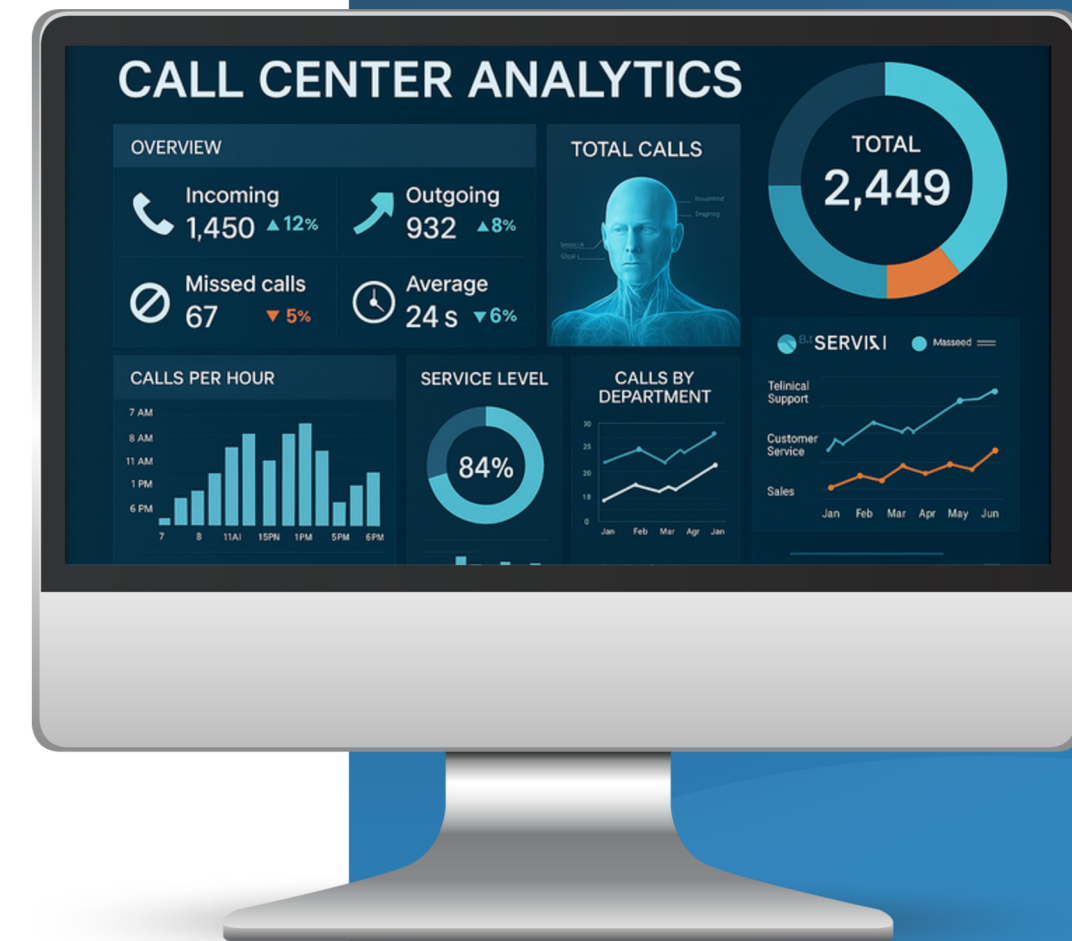 CALL CENTER ANALYTICS
OVERVIEW
Incoming
1,450 ▲12%
Outgoing
932 ▲8%
Missed calls
67 ▼ 5%
Average
24 s ▼6%
TOTAL CALLS
TOTAL
2,449
CALLS PER HOUR
7 AM
8 AM
11 AM
1 PM
6 PM
7 8 11AI 15PN 1PM 5PM 6PM
SERVICE LEVEL
84%
CALLS BY
DEPARTMENT
30
25
20
18
0
Jan Feb Mar Agr Jan
Masseed
Telinical
Support
Customer
Service
Sales
Jan Feb Mar Apr May Jun